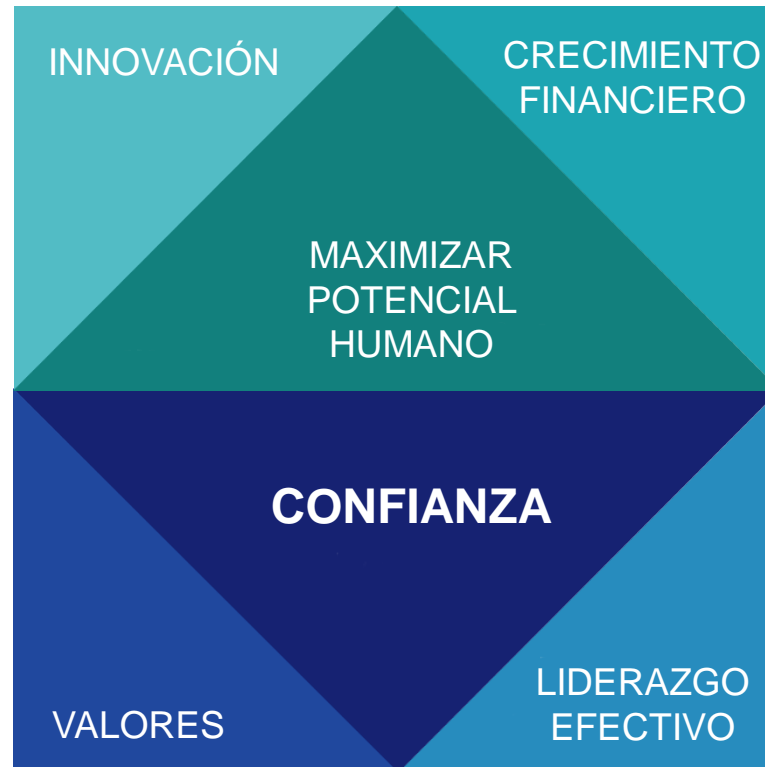 INNOVACIÓN
CRECIMIENTO
FINANCIERO
MAXIMIZAR
POTENCIAL
HUMANO
CONFIANZA
VALORES
LIDERAZGO
EFECTIVO